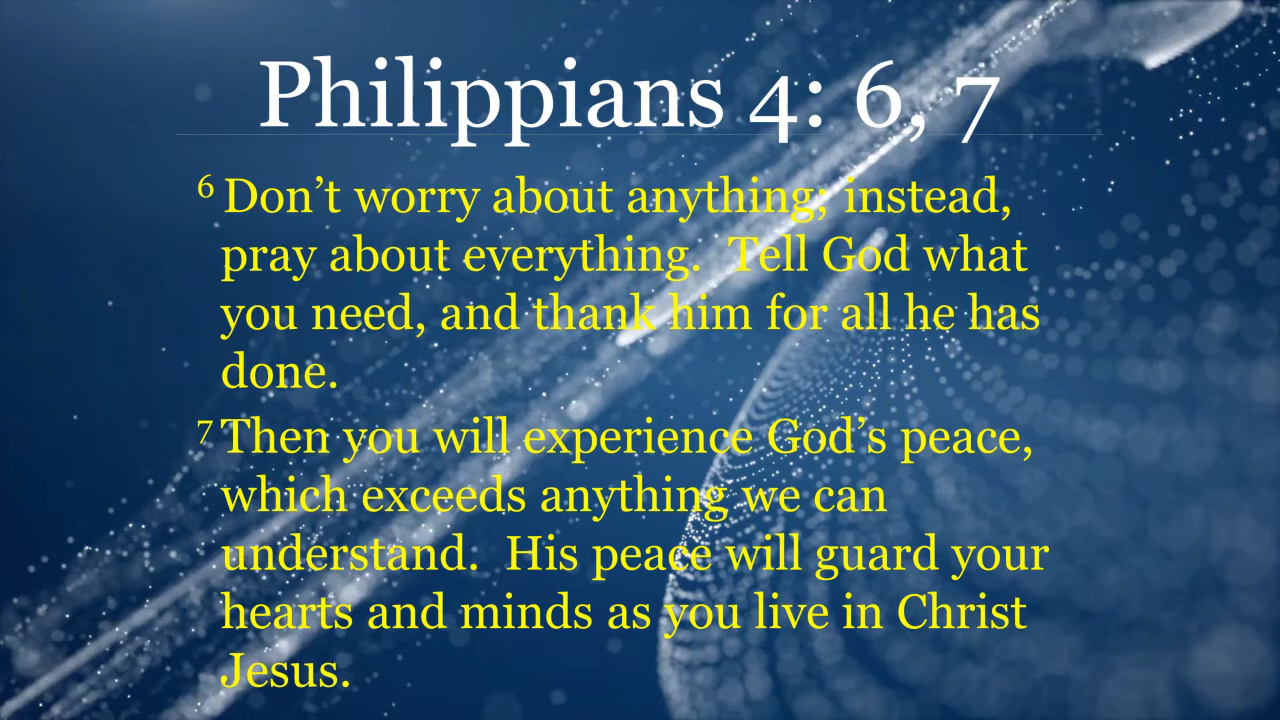 Philippians 4: 6, 7
6 Don’t worry about anything; instead,
pray about everything.  Tell God what
you need, and thank him for all he has
done.
7 Then you will experience God’s peace,
which exceeds anything we can
understand.  His peace will guard your
hearts and minds as you live in Christ
Jesus.